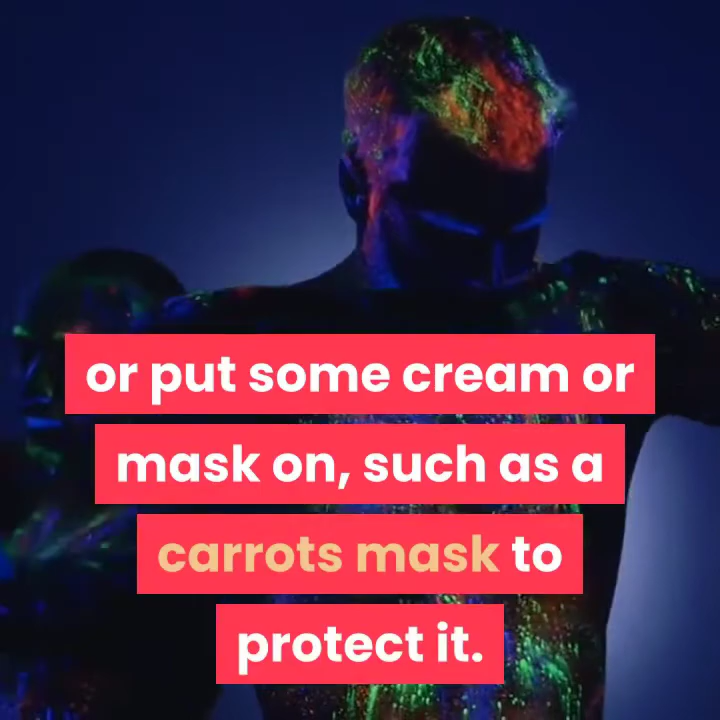 or put some cream or
mask on, such as a
carrots mask to
protect it.